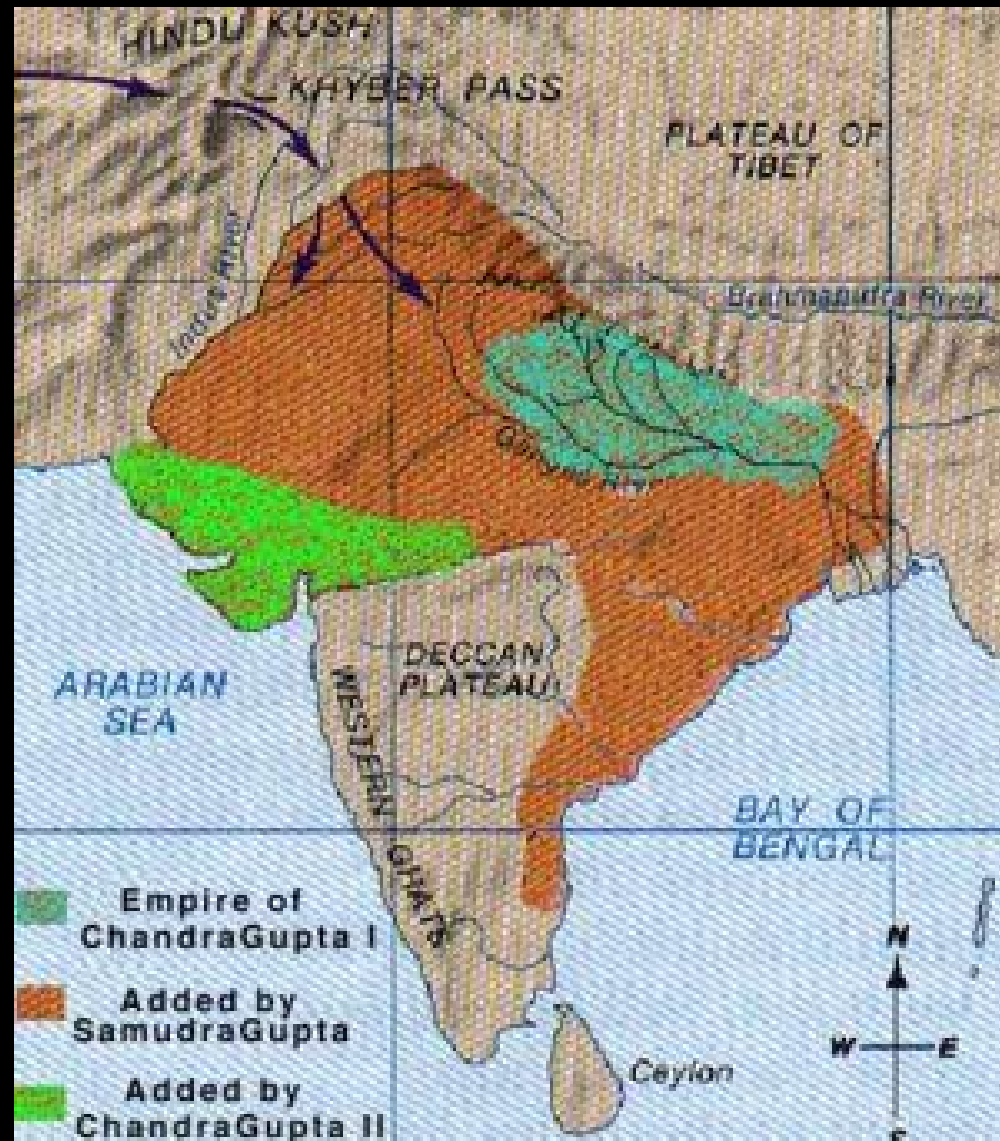 HINDU KUSH
KHYBER PASS
PLATEAU OF
TIBET
Indus River
Brahmaputra River
ARABIAN
SEA
DECCAN
PLATEAU
WESTERN GHATS
BAY OF
BENGAL
Empire of
ChandraGupta I
Added by
SamudraGupta
Added by
ChandraGupta II
Ceylon
N
W E